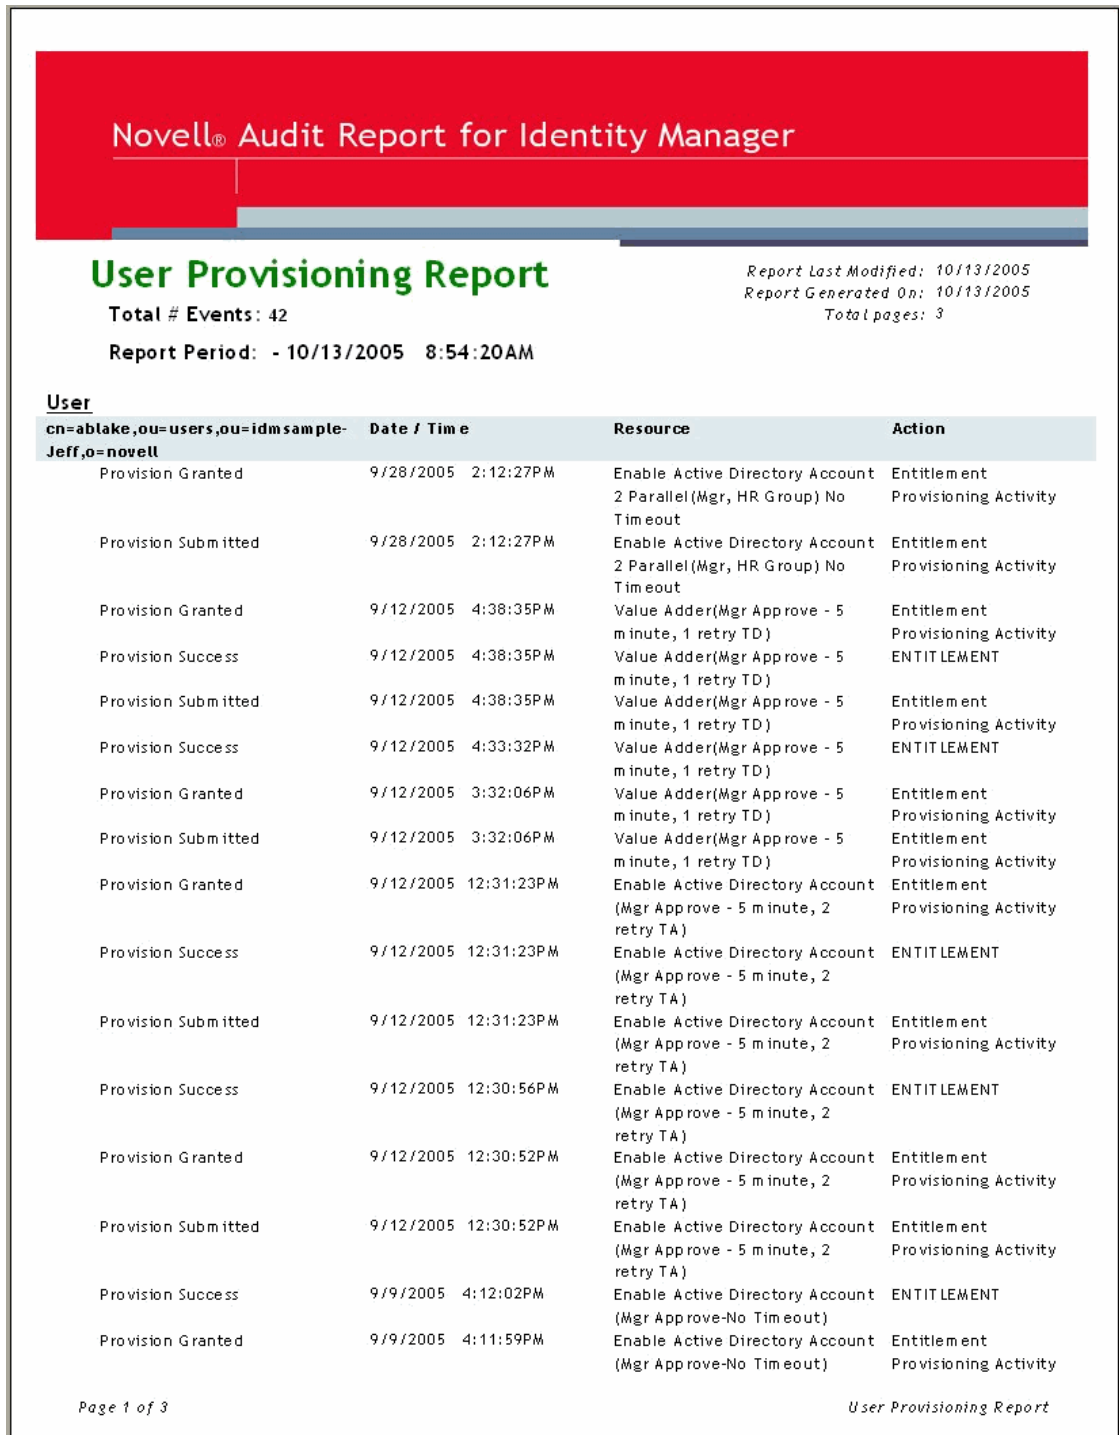 Novell® Audit Report for Identity Manager
User Provisioning Report
Report Last Modified: 10/13/2005
Report Generated On: 10/13/2005
Total pages: 3
Total # Events: 42
Report Period: - 10/13/2005 8:54:20AM
User
cn=ablake,ou=users,ou=idmsample- Date / Time Resource Action
Jeff,o=novell
Provision Granted 9/28/2005 2:12:27PM Enable Active Directory Account Entitlement
2 Parallel(Mgr, HR Group) No Provisioning Activity
Timeout
Provision Submitted 9/28/2005 2:12:27PM Enable Active Directory Account Entitlement
2 Parallel(Mgr, HR Group) No Provisioning Activity
Timeout
Provision Granted 9/12/2005 4:38:35PM Value Adder(Mgr Approve - 5 Entitlement
minute, 1 retry TD) Provisioning Activity
Provision Success 9/12/2005 4:38:35PM Value Adder(Mgr Approve - 5 ENTITLEMENT
minute, 1 retry TD)
Provision Submitted 9/12/2005 4:38:35PM Value Adder(Mgr Approve - 5 Entitlement
minute, 1 retry TD) Provisioning Activity
Provision Success 9/12/2005 4:33:32PM Value Adder(Mgr Approve - 5 ENTITLEMENT
minute, 1 retry TD)
Provision Granted 9/12/2005 3:32:06PM Value Adder(Mgr Approve - 5 Entitlement
minute, 1 retry TD) Provisioning Activity
Provision Submitted 9/12/2005 3:32:06PM Value Adder(Mgr Approve - 5 Entitlement
minute, 1 retry TD) Provisioning Activity
Provision Granted 9/12/2005 12:31:23PM Enable Active Directory Account Entitlement
(Mgr Approve - 5 minute, 2 Provisioning Activity
retry TA)
Provision Success 9/12/2005 12:31:23PM Enable Active Directory Account ENTITLEMENT
(Mgr Approve - 5 minute, 2
retry TA)
Provision Submitted 9/12/2005 12:31:23PM Enable Active Directory Account Entitlement
(Mgr Approve - 5 minute, 2 Provisioning Activity
retry TA)
Provision Success 9/12/2005 12:30:56PM Enable Active Directory Account ENTITLEMENT
(Mgr Approve - 5 minute, 2
retry TA)
Provision Granted 9/12/2005 12:30:52PM Enable Active Directory Account Entitlement
(Mgr Approve - 5 minute, 2 Provisioning Activity
retry TA)
Provision Submitted 9/12/2005 12:30:52PM Enable Active Directory Account Entitlement
(Mgr Approve - 5 minute, 2 Provisioning Activity
retry TA)
Provision Success 9/9/2005 4:12:02PM Enable Active Directory Account ENTITLEMENT
(Mgr Approve-No Timeout)
Provision Granted 9/9/2005 4:11:59PM Enable Active Directory Account Entitlement
(Mgr Approve-No Timeout) Provisioning Activity
Page 1 of 3 User Provisioning Report